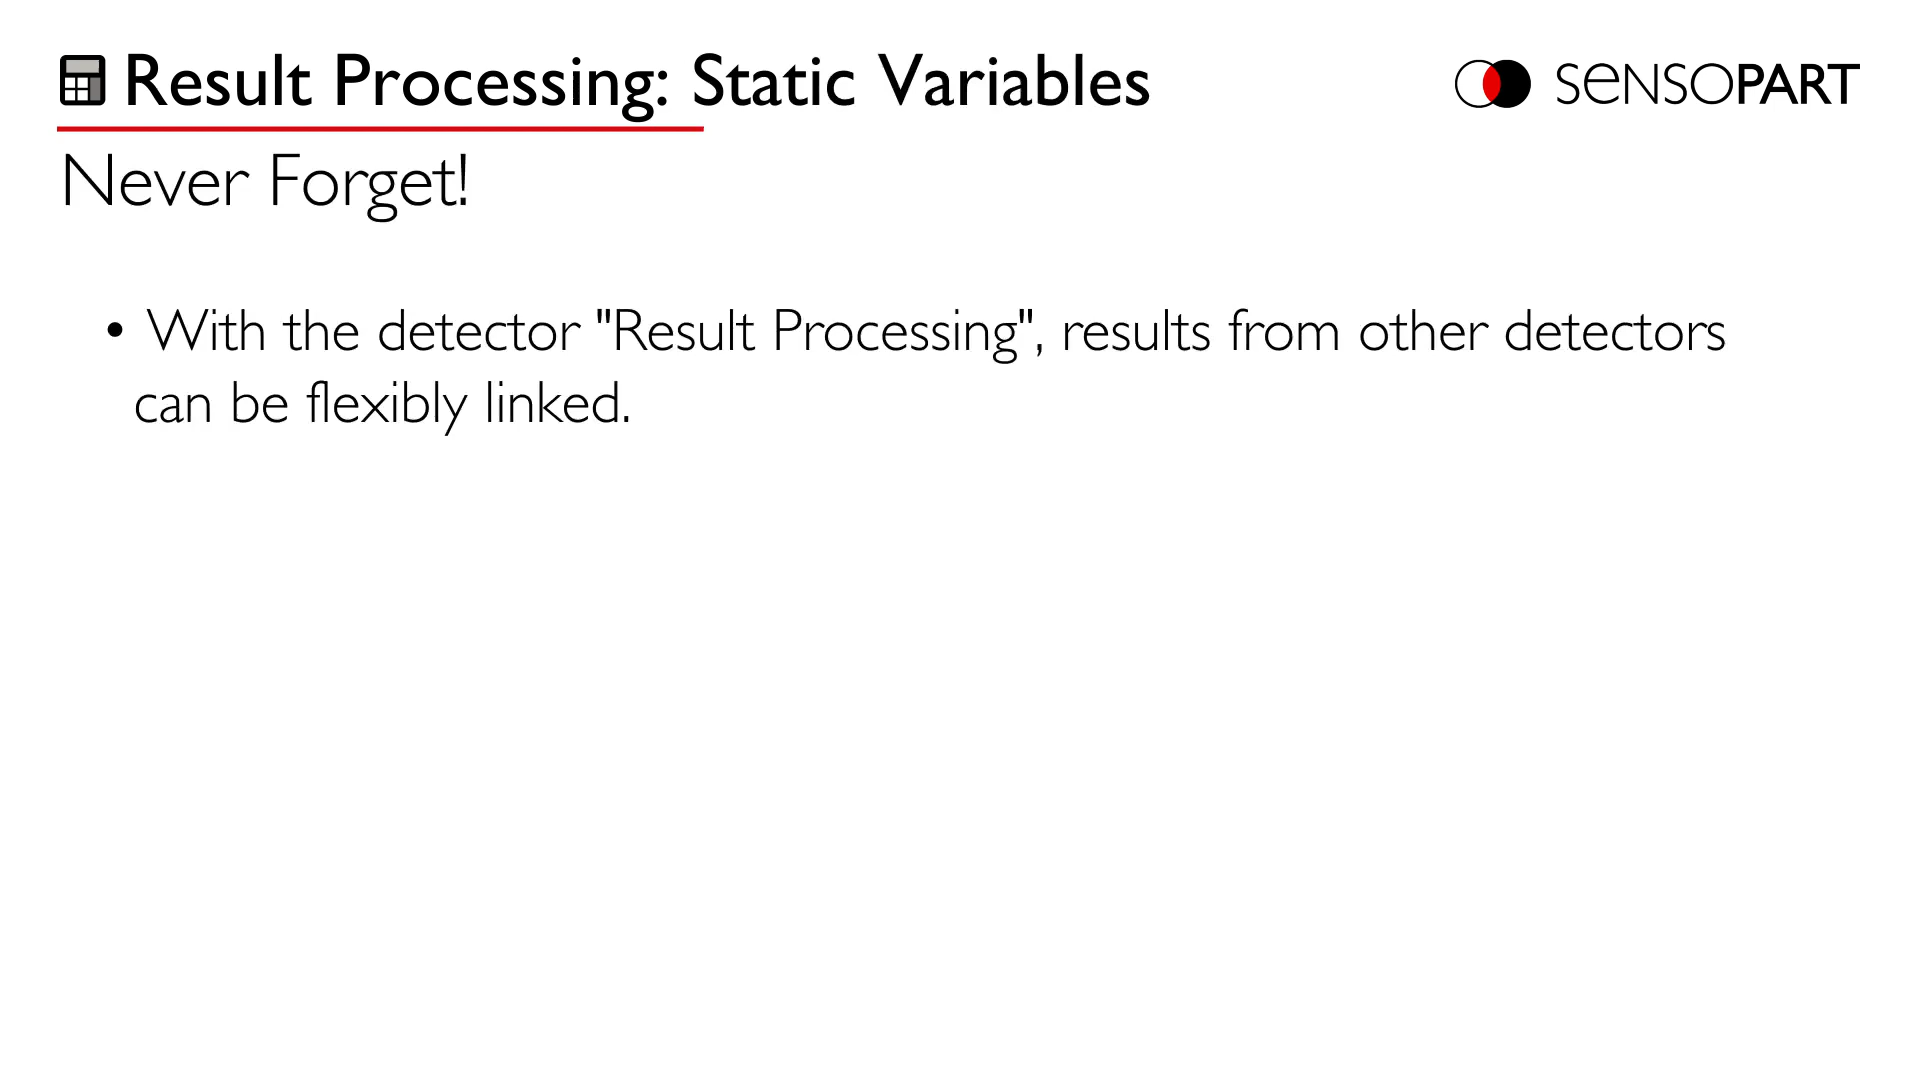 Result Processing: Static Variables
SENSOPART
Never Forget!
• With the detector "Result Processing", results from other detectors
can be flexibly linked.